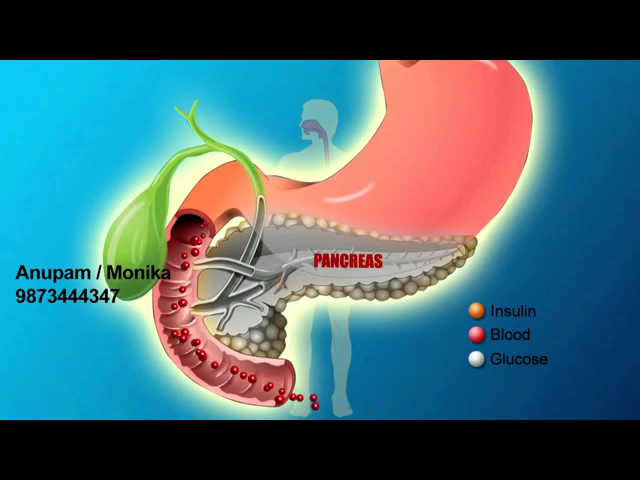 PANCREAS
Anupam / Monika
9873444347
Insulin
Blood
Glucose